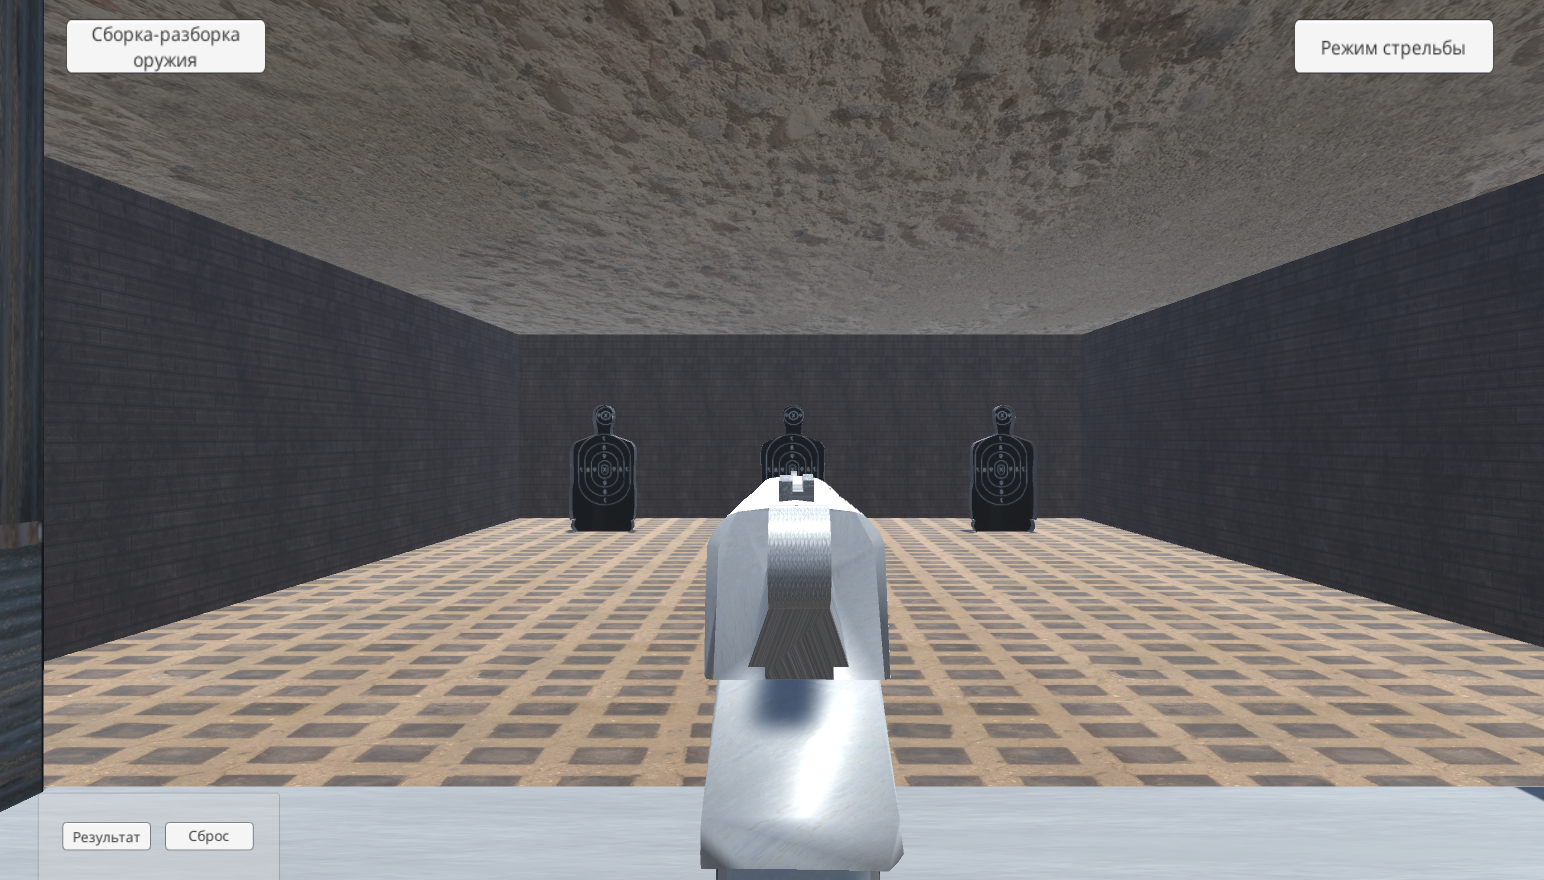 Сборка-разборка
оружия
Режим стрельбы
Результат
Сброс